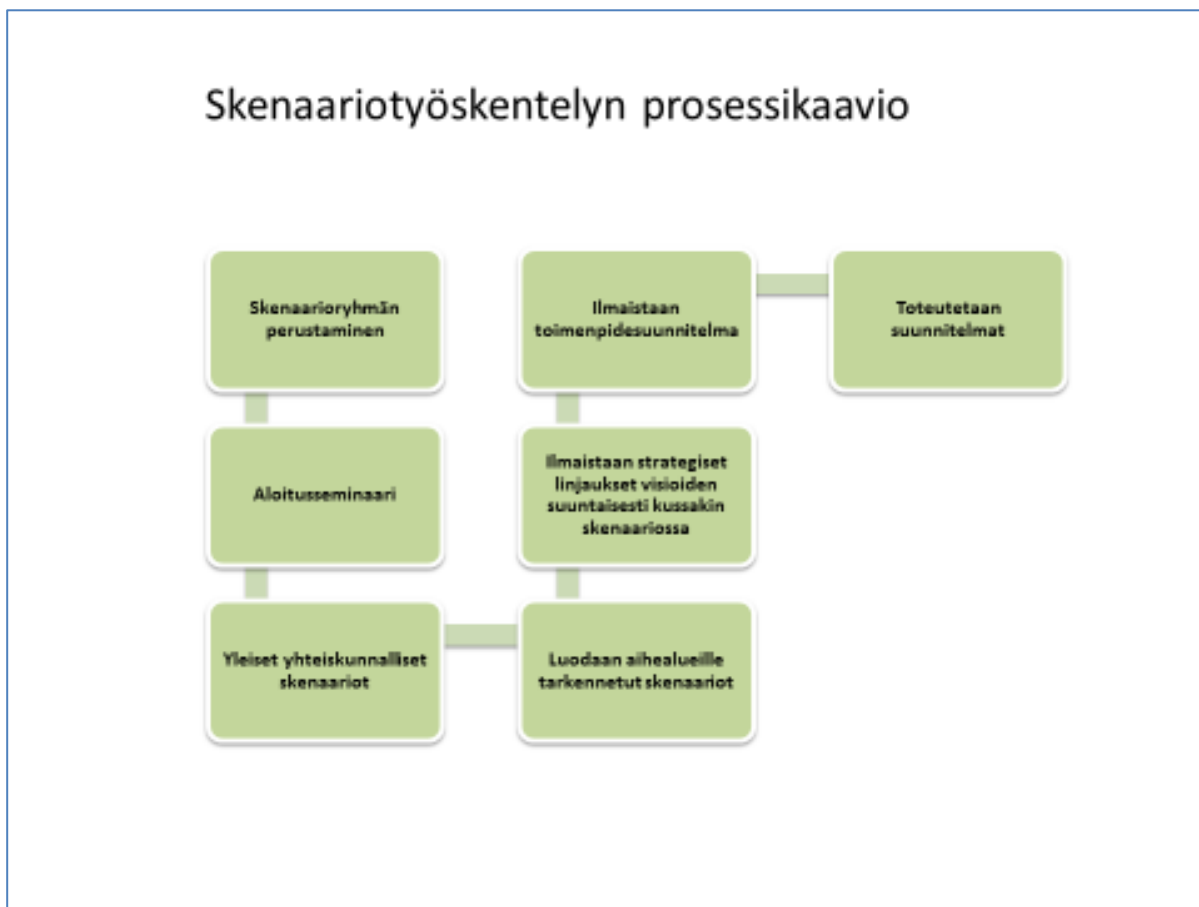 Skenaariotyöskentelyn prosessikaavio
Skenaarioryhmän
perustaminen
Aloitusseminaari
Yleiset yhteiskunnalliset
skenaariot
Luodaan aihealueille
tarkennetut skenaariot
Ilmaistaan strategiset
linjaukset visioiden
suuntaisesti kussakin
skenaariossa
Ilmaistaan
toimenpidesuunnitelma
Toteutetaan
suunnitelmat